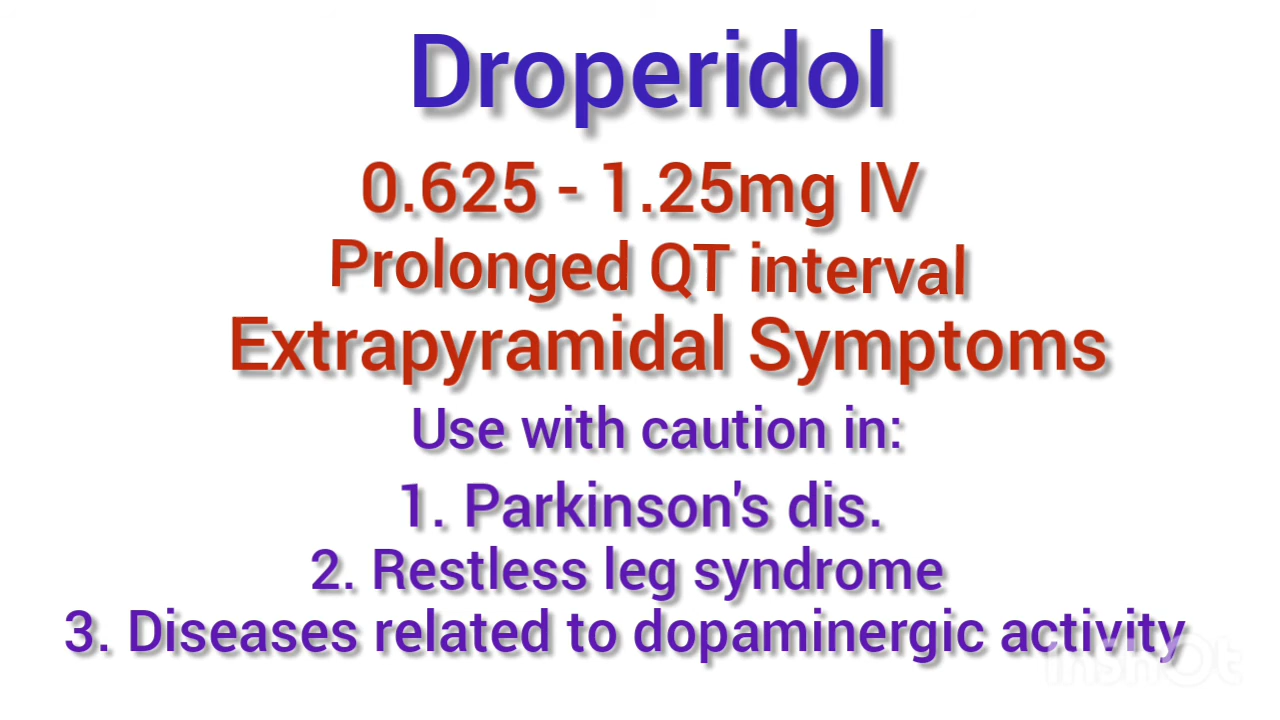 Droperidol
0.625 - 1.25mg IV
Prolonged QT interval
Extrapyramidal Symptoms
Use with caution in:
1. Parkinson's dis.
2. Restless leg syndrome
3. Diseases related to dopaminergic activity
InShOt